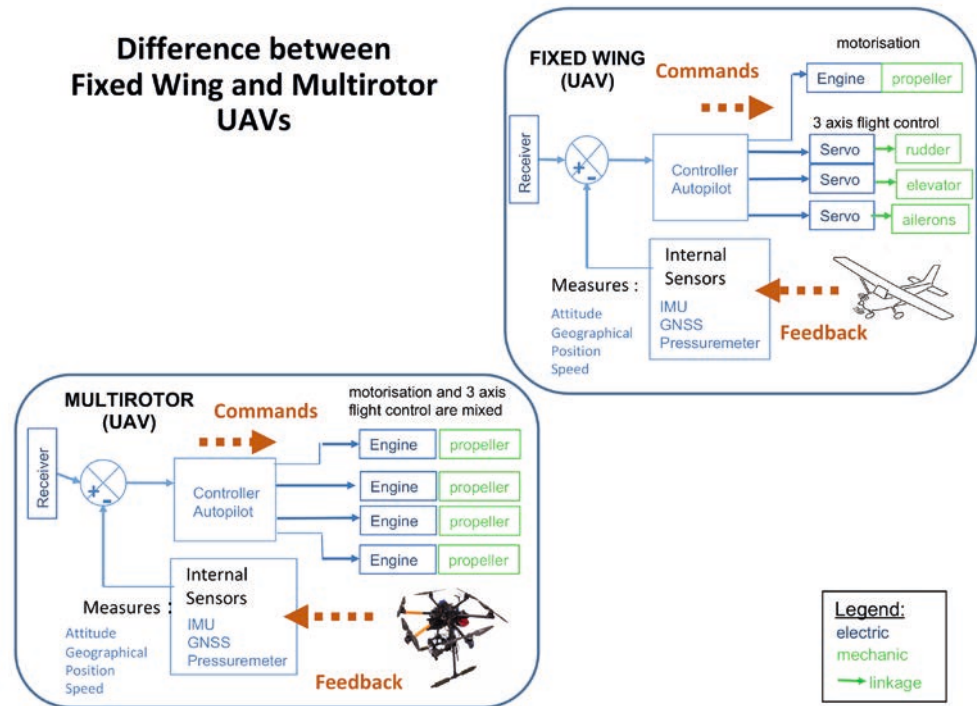 Difference between
Fixed Wing and Multirotor
UAVs
FIXED WING
(UAV)
Commands
motorisation
Engine
propeller
3 axis flight control
Receiver
+
-
Controller
Autopilot
Servo
rudder
Servo
elevator
Servo
ailerons
Measures :
Attitude
Geographical
Position
Speed
Internal
Sensors
IMU
GNSS
Pressuremeter
Feedback
MULTIROTOR
(UAV)
Commands
motorisation and 3 axis
flight control are mixed
Receiver
+
-
Controller
Autopilot
Engine
propeller
Engine
propeller
Engine
propeller
Engine
propeller
Measures :
Attitude
Geographical
Position
Speed
Internal
Sensors
IMU
GNSS
Pressuremeter
Feedback
Legend:
electric
mechanic
linkage